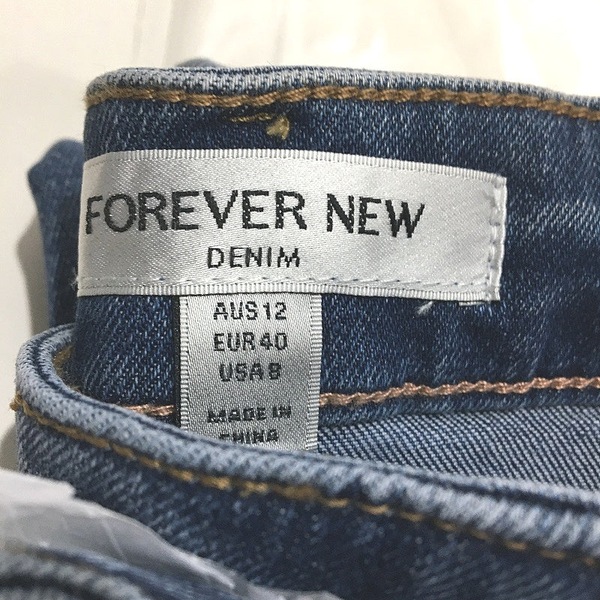 FOREVER NEW
DENIM
AUS 12
EUR 40
USA 8
MADE IN
CHINA